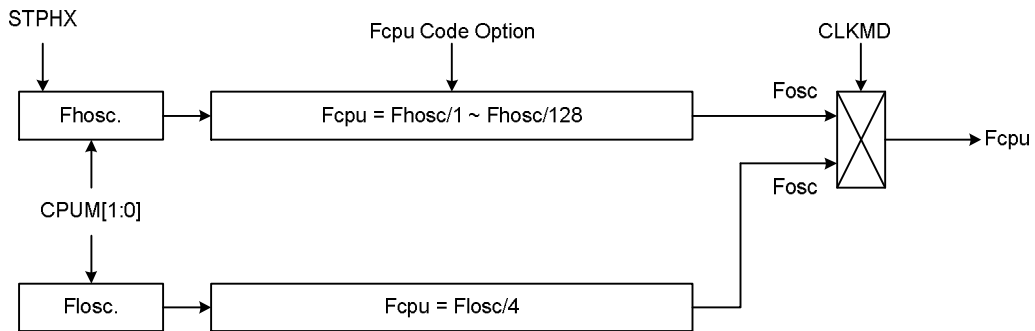 STPHX
Fcpu Code Option
CLKMD
Fhosc.
Fcpu = Fhosc/1 ~ Fhosc/128
Fosc
Fcpu
Fosc
CPUM[1:0]
Flosc.
Fcpu = Flosc/4